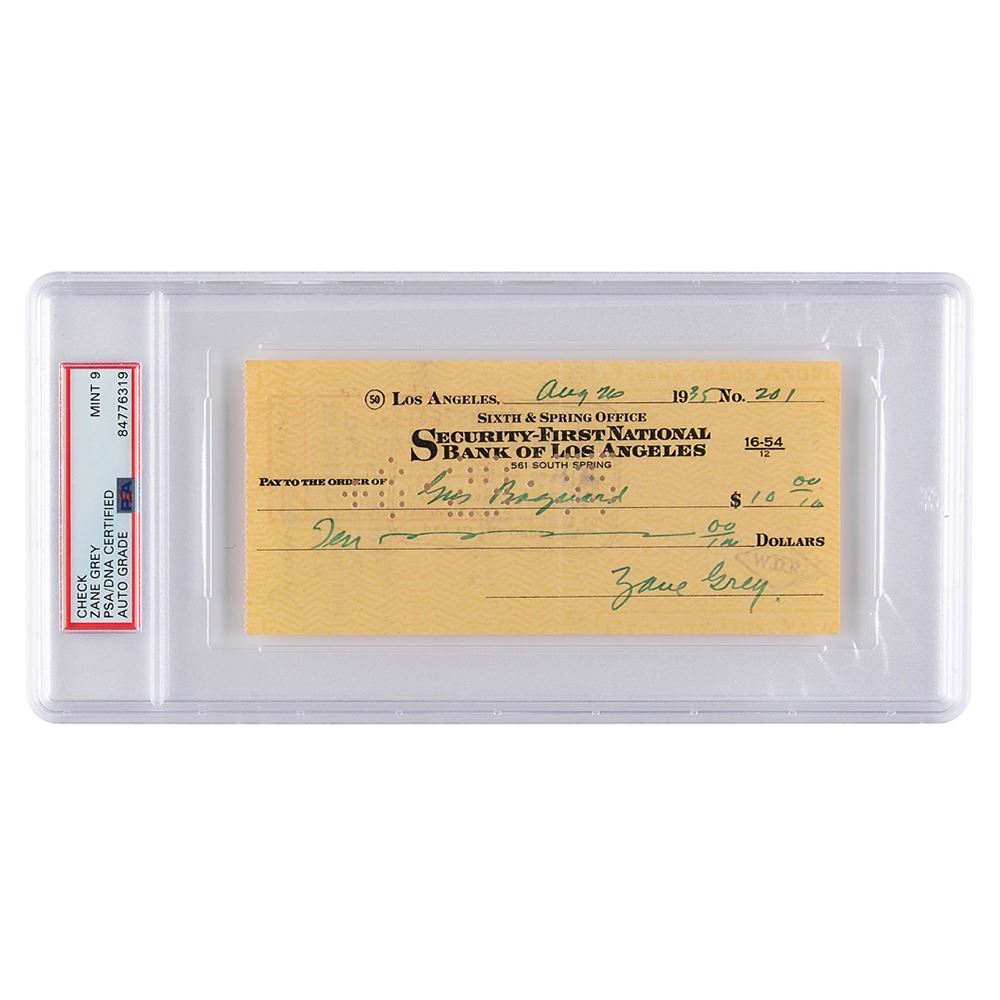 CHECK
ZANE GREY
PSA/DNA CERTIFIED
AUTO GRADE
PSA
MINT 9
84776319
50 LOS ANGELES, Aug 26 1935 No. 201
SIXTH & SPRING OFFICE
SECURITY-FIRST NATIONAL
BANK OF LOS ANGELES
561 SOUTH SPRING
16-54
12
PAY TO THE ORDER OF Gus $ 10 00
Ten 00 DOLLARS
W.D.R.
Zane Grey.